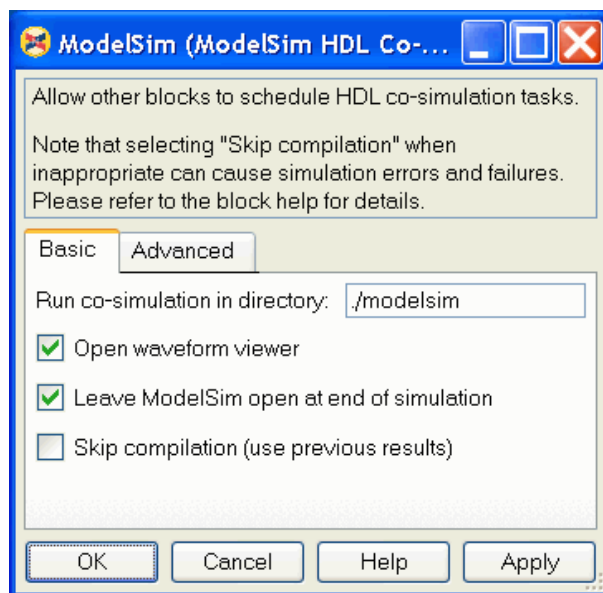 ModelSim (ModelSim HDL Co-...
Allow other blocks to schedule HDL co-simulation tasks.
Note that selecting "Skip compilation" when
inappropriate can cause simulation errors and failures.
Please refer to the block help for details.
Basic Advanced
Run co-simulation in directory: ./modelsim
Open waveform viewer
Leave ModelSim open at end of simulation
Skip compilation (use previous results)
OK Cancel Help Apply